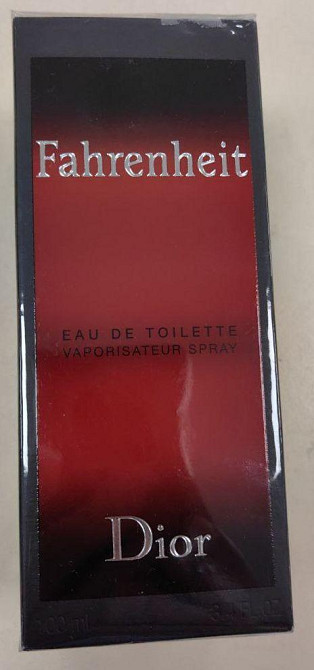 Fahrenheit
EAU DE TOILETTE
VAPORISATEUR SPRAY
Dior